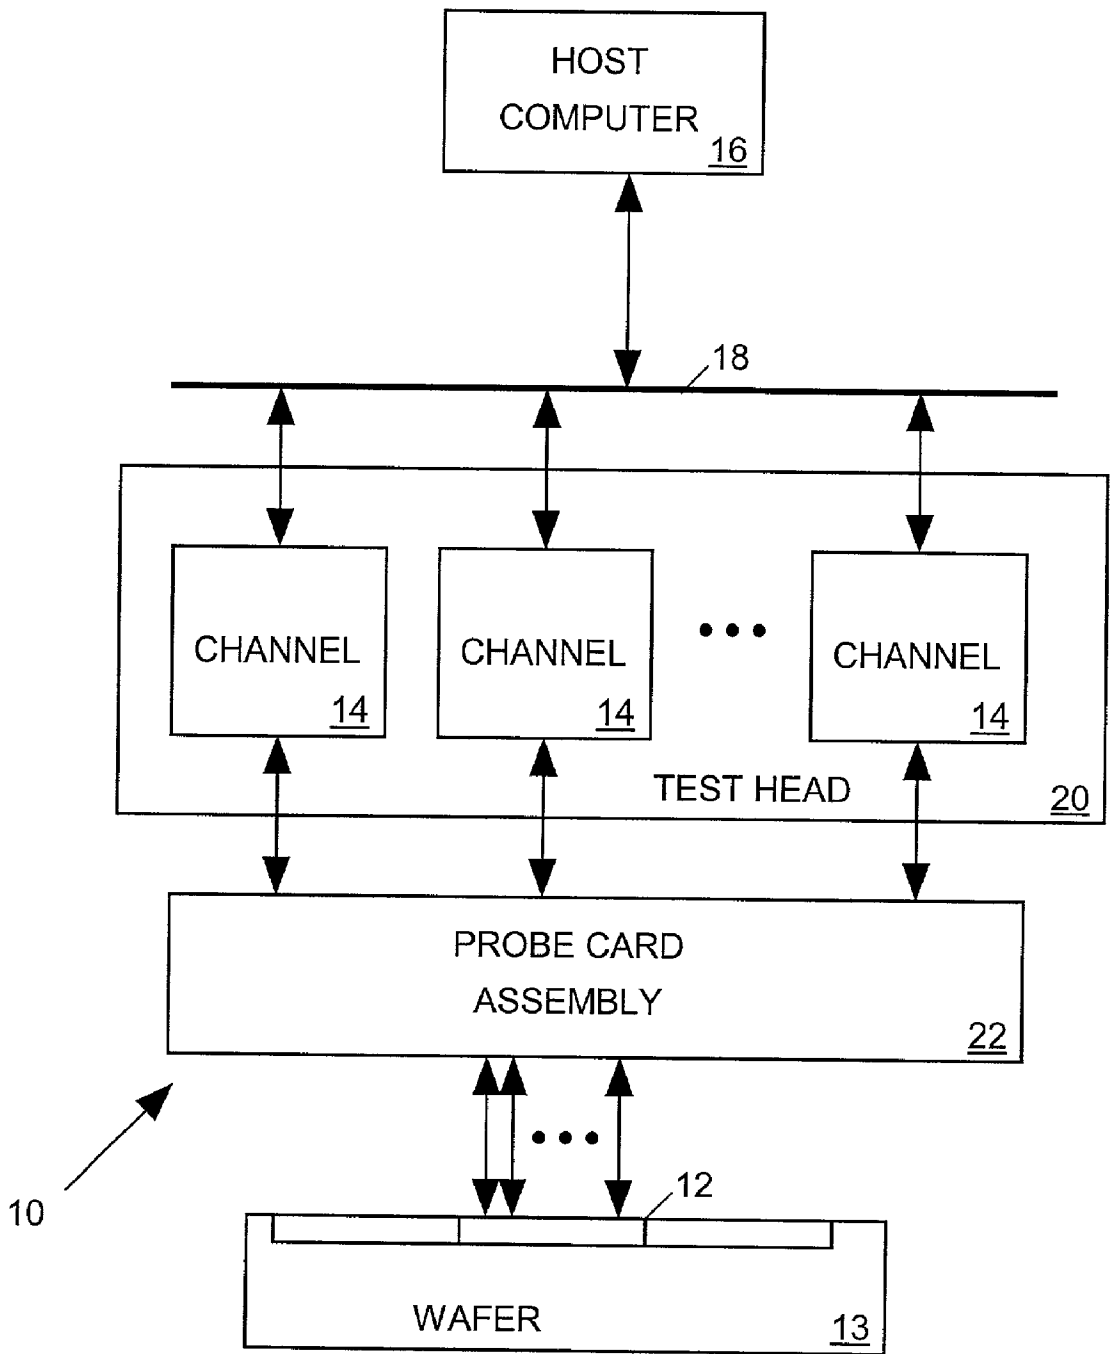 HOST
COMPUTER
16
18
CHANNEL
14
CHANNEL
14
CHANNEL
14
TEST HEAD
20
PROBE CARD
ASSEMBLY
22
10
12
WAFER
13